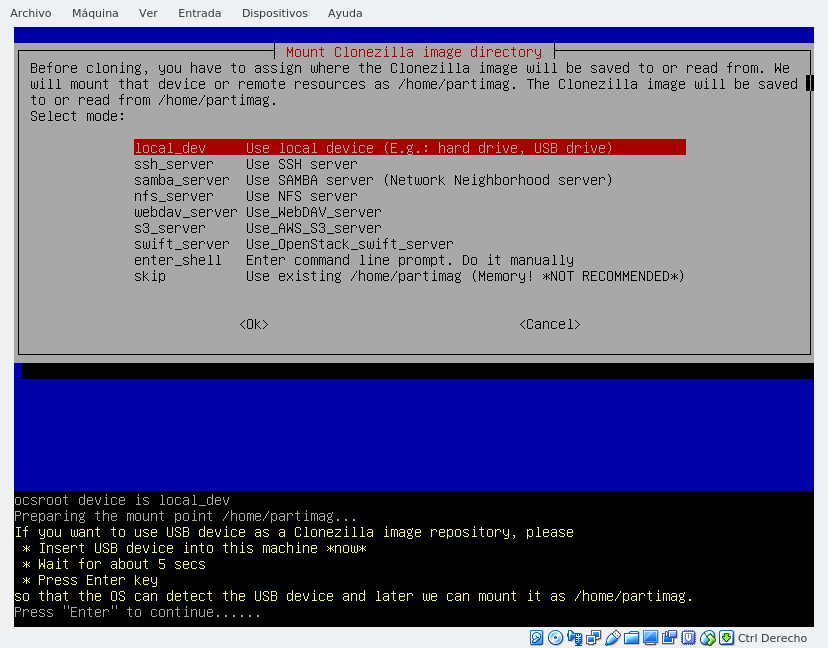 Archivo Máquina Ver Entrada Dispositivos Ayuda
Mount Clonezilla image directory
Before cloning, you have to assign where the Clonezilla image will be saved to or read from. We
will mount that device or remote resources as /home/partimag. The Clonezilla image will be saved
to or read from /home/partimag.
Select mode:
local_dev Use local device (E.g.: hard drive, USB drive)
ssh_server Use SSH server
samba_server Use SAMBA server (Network Neighborhood server)
nfs_server Use NFS server
webdav_server Use_WebDAV_server
s3_server Use_AWS_S3_server
swift_server Use_OpenStack_swift_server
enter_shell Enter command line prompt. Do it manually
skip Use existing /home/partimag (Memory! *NOT RECOMMENDED*)
<Ok> <Cancel>
ocsroot device is local_dev
Preparing the mount point /home/partimag...
If you want to use USB device as a Clonezilla image repository, please
* Insert USB device into this machine *now*
* Wait for about 5 secs
* Press Enter key
so that the OS can detect the USB device and later we can mount it as /home/partimag.
Press "Enter" to continue......
Ctrl Derecho